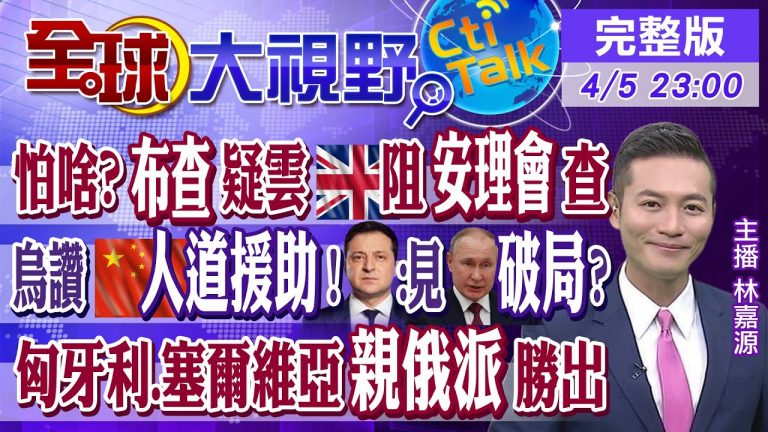 全球大視野
Cti Talk
完整版
4/5 23:00
怕啥?布查疑雲 阻安理會查
烏讚 人道援助! :見 破局?
匈牙利.塞爾維亞親俄派勝出
主播 林嘉源